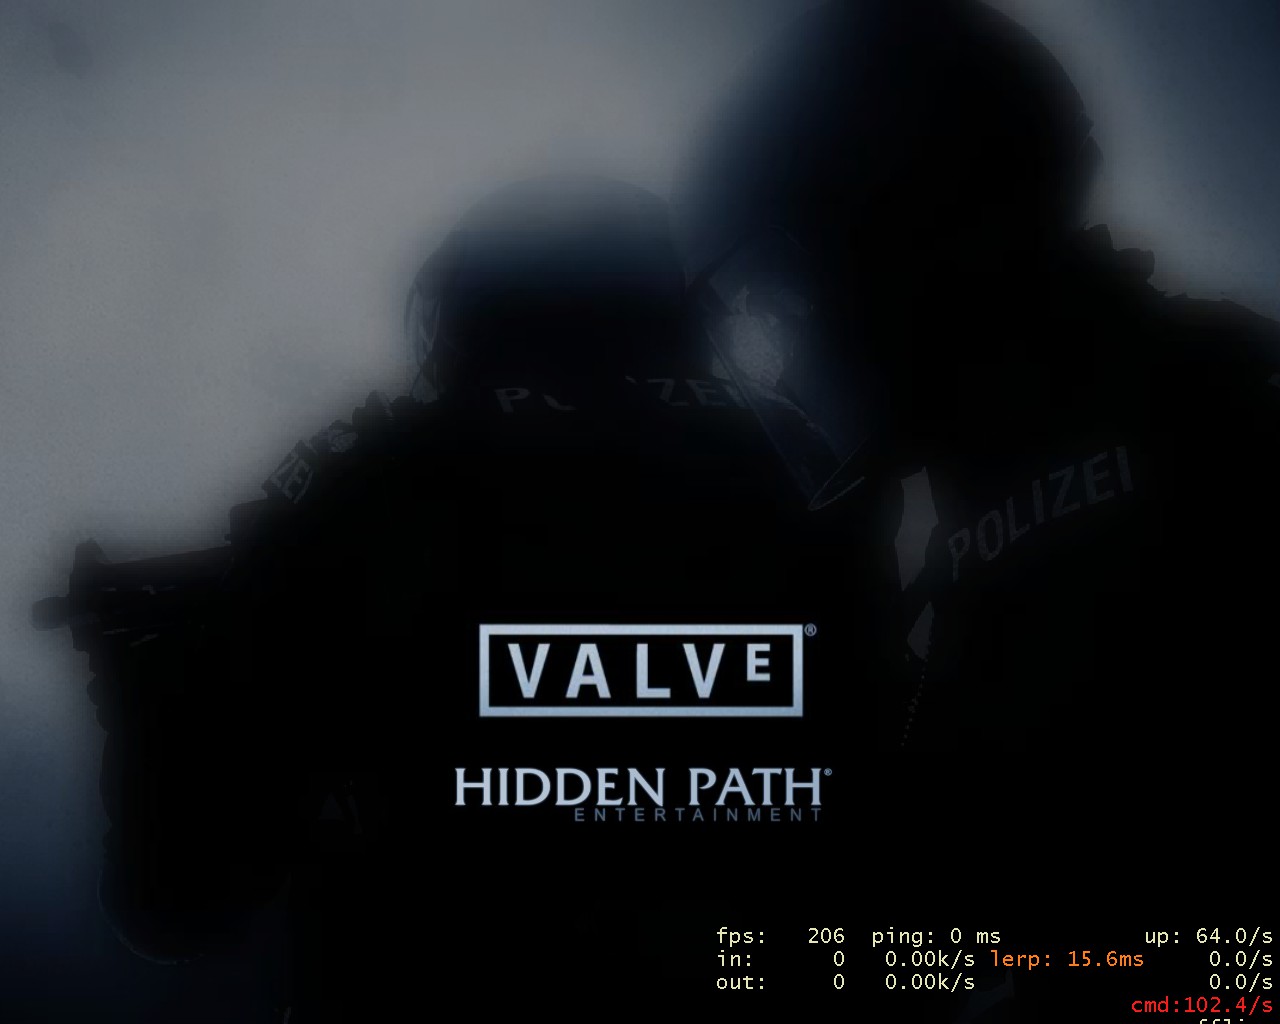 POLIZEI
VALVE®
HIDDEN PATH®
ENTERTAINMENT
fps: 206 ping: 0 ms up: 64.0/s
in: 0 0.00k/s lerp: 15.6ms 0.0/s
out: 0 0.00k/s 0.0/s
cmd:102.4/s